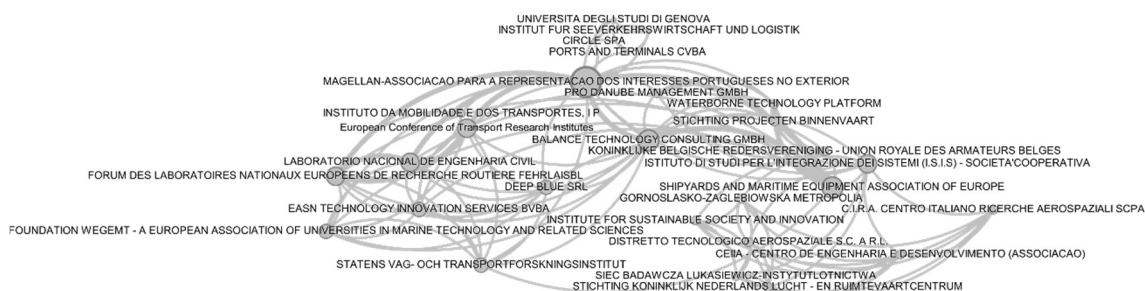 UNIVERSITA DEGLI STUDI DI GENOVA
INSTITUT FUR SEEVERKEHRSWIRTSCHAFT UND LOGISTIK
CIRCLE SPA
PORTS AND TERMINALS CVBA
MAGELLAN-ASSOCIACAO PARA A REPRESENTACAO DOS INTERESSES PORTUGUESES NO EXTERIOR
PRO DANUBE MANAGEMENT GMBH
WATERBORNE TECHNOLOGY PLATFORM
INSTITUTO DA MOBILIDADE E DOS TRANSPORTES, I P
STICHTING PROJECTEN BINNENVAART
European Conference of Transport Research Institutes
BALANCE TECHNOLOGY CONSULTING GMBH
KONINKLIJKE BELGISCHE REDERSVERENIGING - UNION ROYALE DES ARMATEURS BELGES
LABORATORIO NACIONAL DE ENGENHARIA CIVIL
ISTITUTO DI STUDI PER L'INTEGRAZIONE DEI SISTEMI (I.S.I.S) - SOCIETA'COOPERATIVA
FORUM DES LABORATOIRES NATIONAUX EUROPEENS DE RECHERCHE ROUTIERE FEHRLAISBL
DEEP BLUE SRL
SHIPYARDS AND MARITIME EQUIPMENT ASSOCIATION OF EUROPE
GORNOSLASKO-ZAGLEBIOWSKA METROPOLIA
EASN TECHNOLOGY INNOVATION SERVICES BVBA
C.I.R.A. CENTRO ITALIANO RICERCHE AEROSPAZIALI SCPA
INSTITUTE FOR SUSTAINABLE SOCIETY AND INNOVATION
FOUNDATION WEGEMT - A EUROPEAN ASSOCIATION OF UNIVERSITIES IN MARINE TECHNOLOGY AND RELATED SCIENCES
DISTRETTO TECNOLOGICO AEROSPAZIALE S.C. A R.L.
CEIIA - CENTRO DE ENGENHARIA E DESENVOLVIMENTO (ASSOCIACAO)
STATENS VAG- OCH TRANSPORTFORSKNINGSINSTITUT
SIEC BADAWCZA LUKASIEWICZ-INSTYTUTLOTNICTWA
STICHTING KONINKLIJK NEDERLANDS LUCHT - EN RUIMTEVAARTCENTRUM